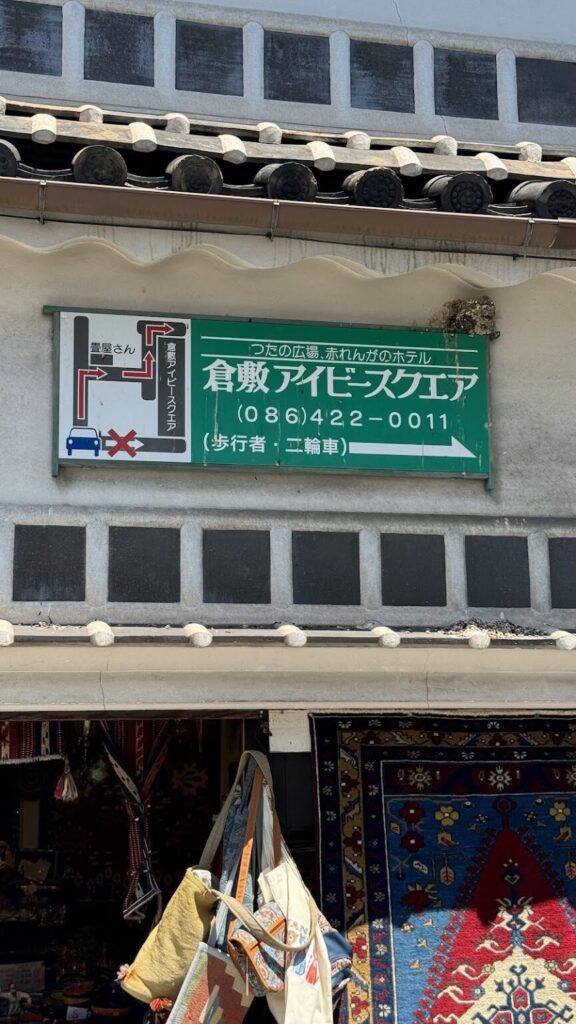 畳屋さん
倉敷アイビースクエア
つたの広場、赤れんがのホテル
倉敷アイビースクエア
(086)422-0011
(歩行者・二輪車)